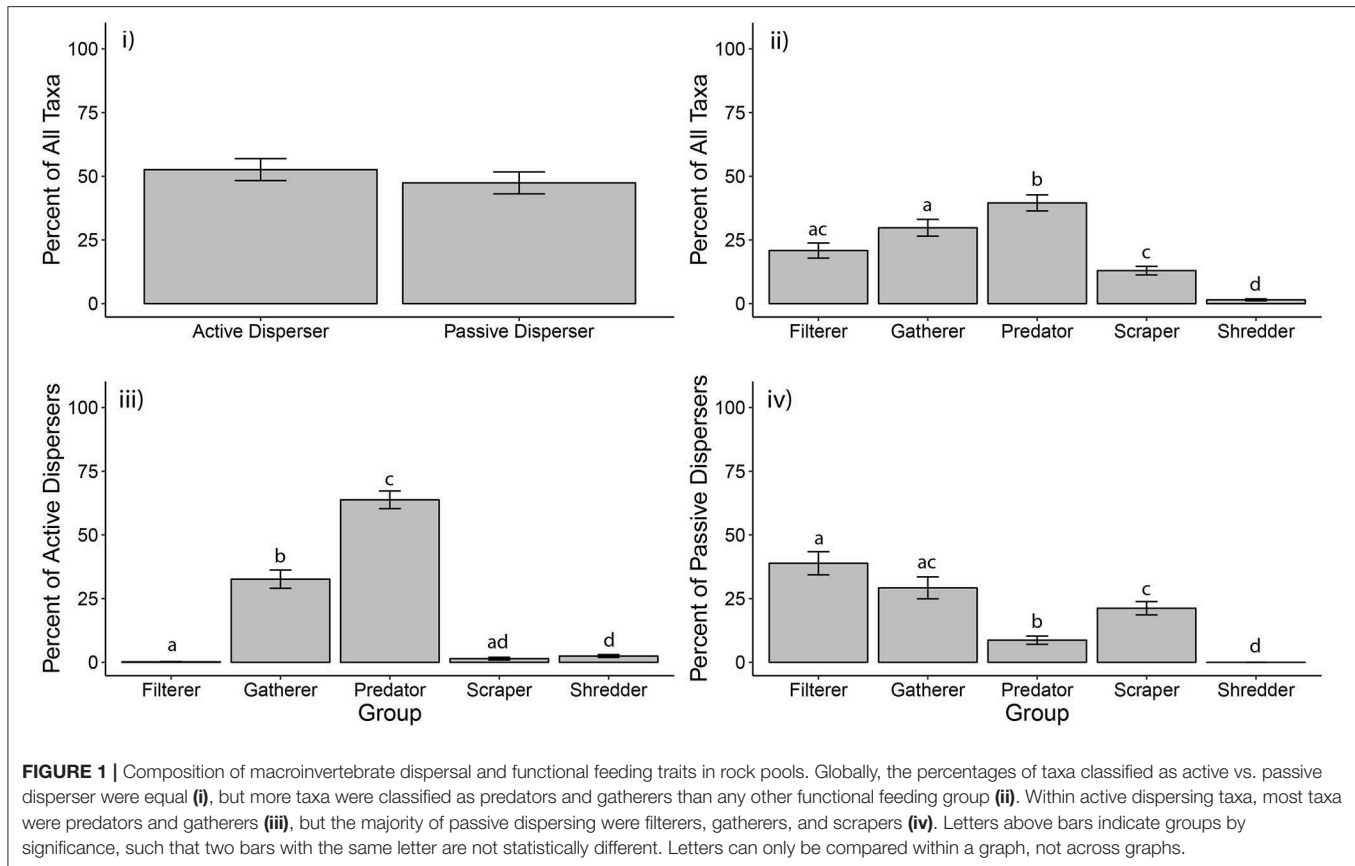 i)
100
75
50
25
0
Percent of All Taxa
Active Disperser Passive Disperser
ii)
100
75
50
25
0
Percent of All Taxa
ac a b c d
Filterer Gatherer Predator Scraper Shredder
iii)
100
75
50
25
0
Percent of Active Dispersers
a b c ad d
Filterer Gatherer Predator Scraper Shredder
Group
iv)
100
75
50
25
0
Percent of Passive Dispersers
a ac b c d
Filterer Gatherer Predator Scraper Shredder
Group
FIGURE 1 | Composition of macroinvertebrate dispersal and functional feeding traits in rock pools. Globally, the percentages of taxa classified as active vs. passive
disperser were equal (i), but more taxa were classified as predators and gatherers than any other functional feeding group (ii). Within active dispersing taxa, most taxa
were predators and gatherers (iii), but the majority of passive dispersing were filterers, gatherers, and scrapers (iv). Letters above bars indicate groups by
significance, such that two bars with the same letter are not statistically different. Letters can only be compared within a graph, not across graphs.